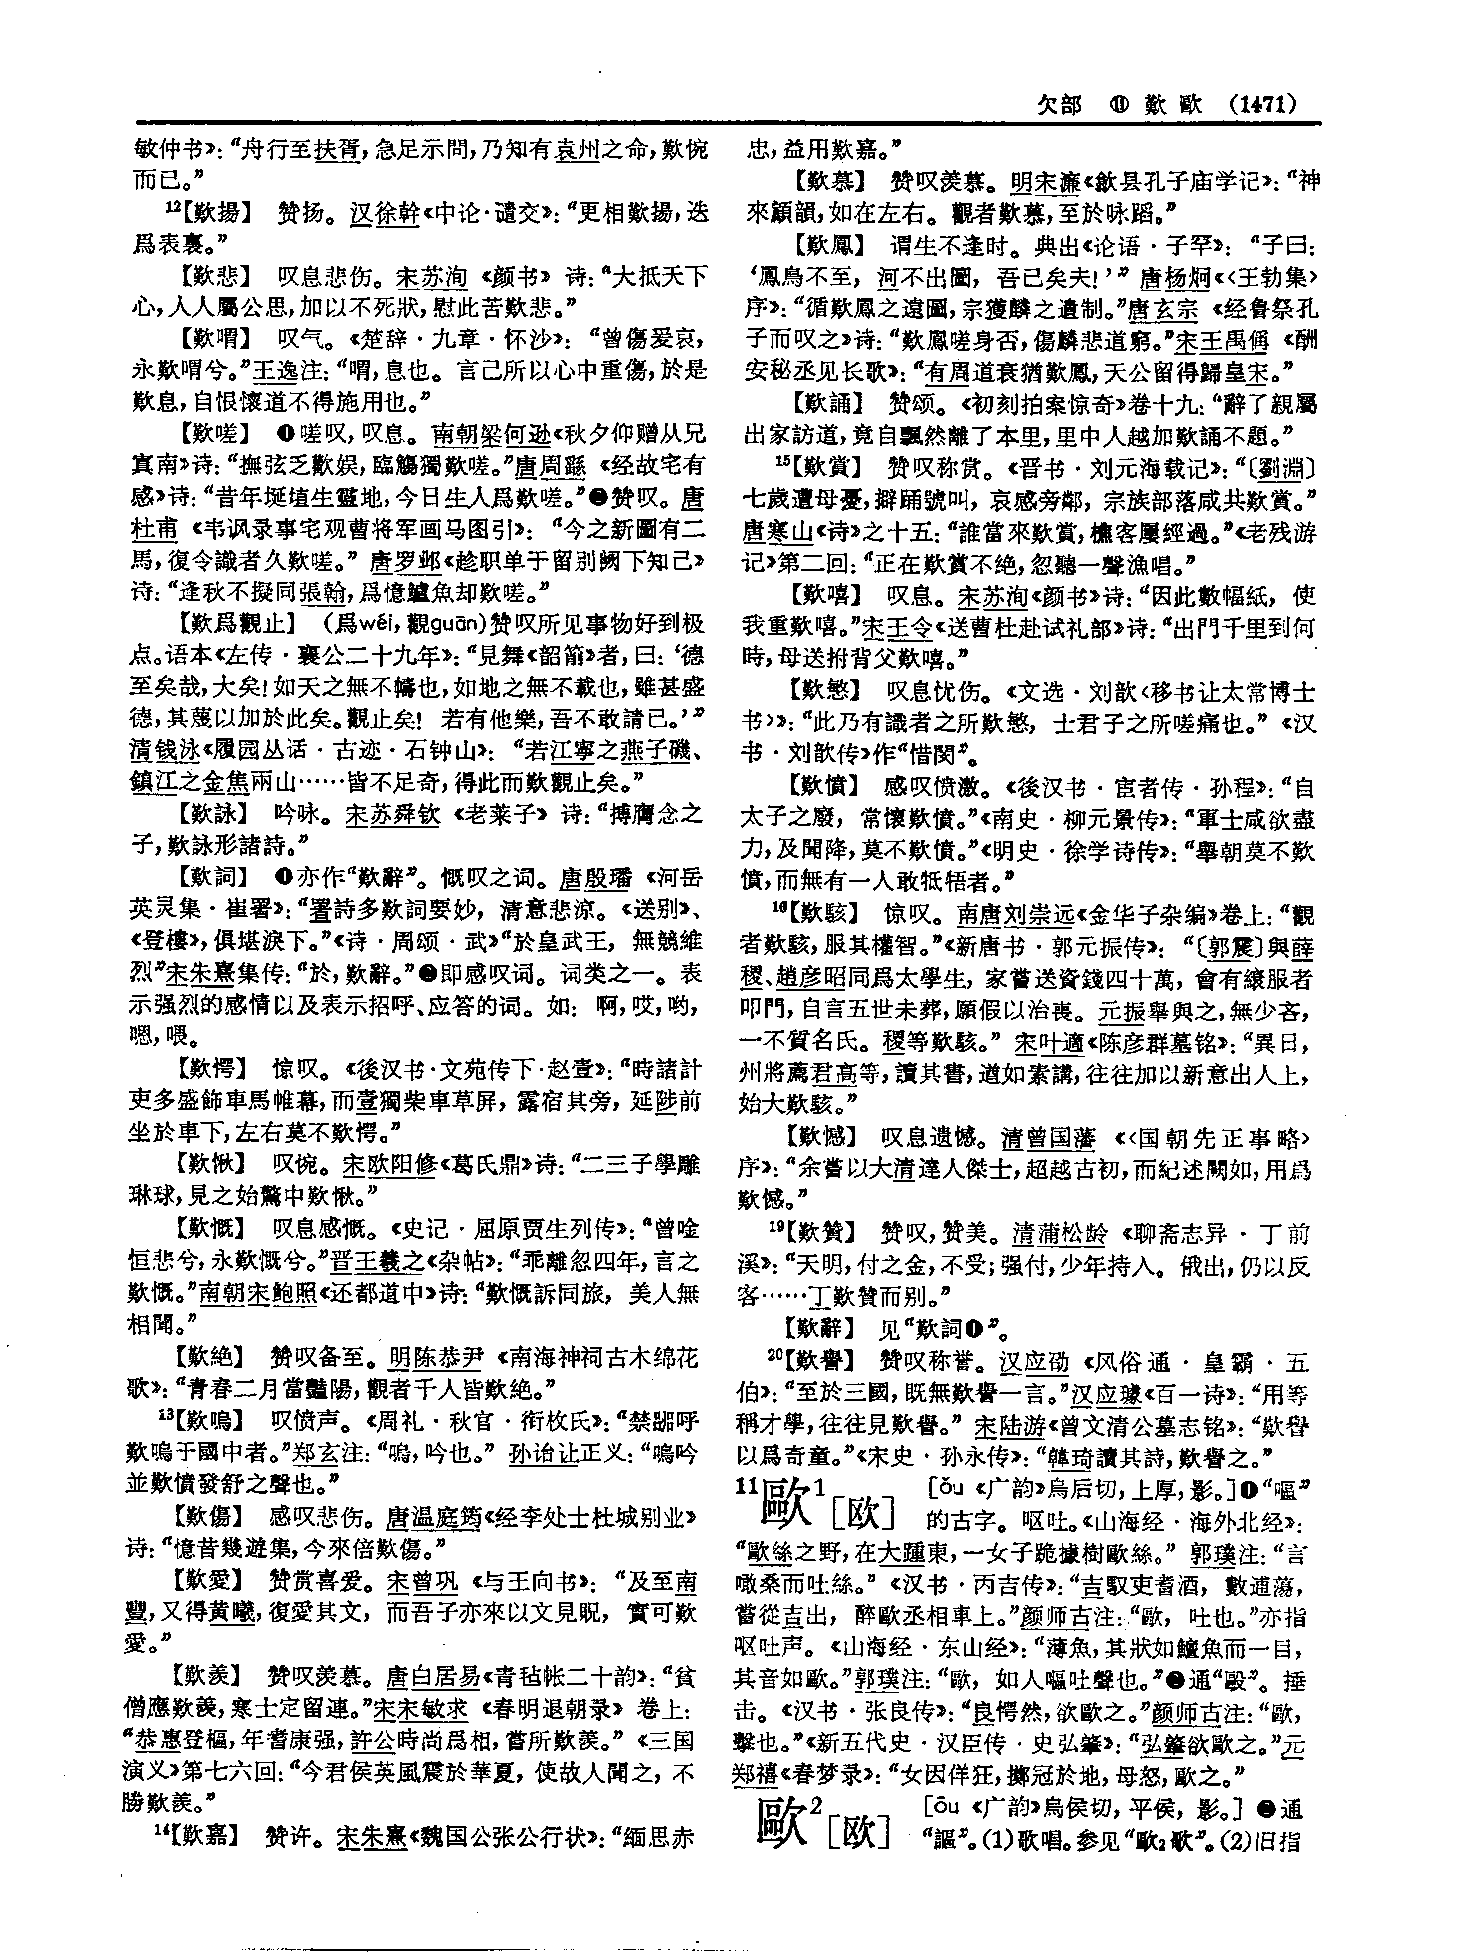 欠部 ⑪ 歎歐 (1471)
敏仲书》：“舟行至扶胥，急足示問，乃知有袁州之命，歎惋
而已。”
12【歎揚】 赞扬。汉徐幹《中论·谴交》：“更相歎揚，迭
爲表裏。”
【歎悲】 叹息悲伤。宋苏洵《颜书》诗：“大抵天下
心，人人屬公思，加以不死狀，慰此苦歎悲。”
【歎喟】 叹气。《楚辞·九章·怀沙》：“曾傷爰哀，
永歎喟兮。”王逸注：“喟，息也。言己所以心中重傷，於是
歎息，自恨懷道不得施用也。”
【歎嗟】 ❶嗟叹，叹息。南朝梁何逊《秋夕仰赠从兄
寘南》诗：“撫弦乏歡娱，臨觴獨歎嗟。”唐周繇《经故宅有
感》诗：“昔年埏埴生靈地，今日生人爲歎嗟。”❷赞叹。唐
杜甫《韦讽录事宅观曹将军画马图引》：“今之新圖有二
馬，復令識者久歎嗟。”唐罗邺《趁职单于留别阙下知己》
诗：“逢秋不擬同張翰，爲憶鱸魚却歎嗟。”
【歎爲觀止】 (爲wéi，觀guān)赞叹所见事物好到极
点。语本《左传·襄公二十九年》：“見舞《韶箾》者，曰：‘德
至矣哉，大矣！如天之無不幬也，如地之無不載也，雖甚盛
德，其蔑以加於此矣。觀止矣！若有他樂，吾不敢請已。’”
清钱泳《履园丛话·古迹·石钟山》：“若江寧之燕子磯、
鎮江之金焦兩山……皆不足奇，得此而歎觀止矣。”
【歎詠】 吟咏。宋苏舜钦《老莱子》诗：“搏膺念之
子，歎詠形諸詩。”
【歎詞】 ❶亦作“歎辭”。慨叹之词。唐殷璠《河岳
英灵集·崔署》：“署詩多歎詞要妙，清意悲涼。《送别》、
《登樓》，俱堪淚下。”《诗·周颂·武》“於皇武王，無競維
烈”宋朱熹集传：“於，歎辭。”❷即感叹词。词类之一。表
示强烈的感情以及表示招呼、应答的词。如：啊，哎，哟，
嗯，喂。
【歎愕】 惊叹。《後汉书·文苑传下·赵壹》：“時諸計
吏多盛飾車馬帷幕，而壹獨柴車草屏，露宿其旁，延陟前
坐於車下，左右莫不歎愕。”
【歎愀】 叹惋。宋欧阳修《葛氏鼎》诗：“二三子學雕
琳球，見之始驚中歎愀。”
【歎慨】 叹息感慨。《史记·屈原贾生列传》：“曾唫
恒悲兮，永歎慨兮。”晋王羲之《杂帖》：“乖離忽四年，言之
歎慨。”南朝宋鲍照《还都道中》诗：“歎慨訴同旅，美人無
相聞。”
【歎絶】 赞叹备至。明陈恭尹《南海神祠古木绵花
歌》：“青春二月當豔陽，觀者千人皆歎絶。”
13【歎鳴】 叹愤声。《周礼·秋官·衔枚氏》：“禁嘂呼
歎鳴于國中者。”郑玄注：“鳴，吟也。”孙诒让正义：“鳴吟
並歎憤發舒之聲也。”
【歎傷】 感叹悲伤。唐温庭筠《经李处士杜城别业》
诗：“憶昔幾遊集，今來倍歎傷。”
【歎愛】 赞赏喜爱。宋曾巩《与王向书》：“及至南
豐，又得黄曦，復愛其文，而吾子亦來以文見貺，實可歎
愛。”
【歎羨】 赞叹羡慕。唐白居易《青毡帐二十韵》：“貧
僧應歎羨，寒士定留連。”宋宋敏求《春明退朝录》卷上：
“恭惠登樞，年耆康强，許公時尚爲相，嘗所歎羨。”《三国
演义》第七六回：“今君侯英風震於華夏，使故人聞之，不
勝歎羨。”
14【歎嘉】 赞许。宋朱熹《魏国公张公行状》：“緬思赤
忠，益用歎嘉。”
【歎慕】 赞叹羡慕。明宋濂《歙县孔子庙学记》：“神
來顧韻，如在左右。觀者歎慕，至於咏蹈。”
【歎鳳】 谓生不逢时。典出《论语·子罕》：“子曰：
‘鳳鳥不至，河不出圖，吾已矣夫！’”唐杨炯《〈王勃集〉
序》：“循歎鳳之遠圖，宗獲麟之遺制。”唐玄宗《经鲁祭孔
子而叹之》诗：“歎鳳嗟身否，傷麟悲道窮。”宋王禹偁《酬
安秘丞见长歌》：“有周道衰猶歎鳳，天公留得歸皇宋。”
【歎誦】 赞颂。《初刻拍案惊奇》卷十九：“辭了親屬
出家訪道，竟自飄然離了本里，里中人越加歎誦不題。”
15【歎賞】 赞叹称赏。《晋书·刘元海载记》：“〔劉淵〕
七歲遭母憂，擗踊號叫，哀感旁鄰，宗族部落咸共歎賞。”
唐寒山《诗》之十五：“誰當來歎賞，樵客屢經過。”《老残游
记》第二回：“正在歎賞不绝，忽聽一聲漁唱。”
【歎嘻】 叹息。宋苏洵《颜书》诗：“因此數幅紙，使
我重歎嘻。”宋王令《送曹杜赴试礼部》诗：“出門千里到何
時，母送拊背父歎嘻。”
【歎慜】 叹息忧伤。《文选·刘歆〈移书让太常博士
书〉》：“此乃有識者之所歎慜，士君子之所嗟痛也。”《汉
书·刘歆传》作“惜閔”。
【歎憤】 感叹愤激。《後汉书·宦者传·孙程》：“自
太子之廢，常懷歎憤。”《南史·柳元景传》：“軍士咸欲盡
力，及聞降，莫不歎憤。”《明史·徐学诗传》：“舉朝莫不歎
憤，而無有一人敢牴牾者。”
16【歎駭】 惊叹。南唐刘崇远《金华子杂编》卷上：“觀
者歎駭，服其權智。”《新唐书·郭元振传》：“〔郭震〕與薛
稷、趙彦昭同爲太學生，家嘗送資錢四十萬，會有縗服者
叩門，自言五世未葬，願假以治喪。元振舉與之，無少吝，
一不質名氏。稷等歎駭。”宋叶適《陈彦群墓铭》：“異日，
州將薦君高等，讀其書，道如素講，往往加以新意出人上，
始大歎駭。”
【歎憾】 叹息遗憾。清曾国藩《〈国朝先正事略〉
序》：“余嘗以大清達人傑士，超越古初，而紀述闕如，用爲
歎憾。”
19【歎贊】 赞叹，赞美。清蒲松龄《聊斋志异·丁前
溪》：“天明，付之金，不受；强付，少年持入。俄出，仍以反
客……丁歎贊而别。”
【歎辭】 见“歎詞❶”。
20【歎譽】 赞叹称誉。汉应劭《风俗通·皇霸·五
伯》：“至於三國，既無歎譽一言。”汉应璩《百一诗》：“用等
稱才學，往往見歎譽。”宋陆游《曾文清公墓志铭》：“歎譽
以爲奇童。”《宋史·孙永传》：“韓琦讀其詩，歎譽之。”
11歐1［欧］ ［ǒu《广韵》烏后切，上厚，影。］❶“嘔”
的古字。呕吐。《山海经·海外北经》：
“歐絲之野，在大踵東，一女子跪據樹歐絲。”郭璞注：“言
噉桑而吐絲。”《汉书·丙吉传》：“吉馭吏耆酒，數逋蕩，
嘗從吉出，醉歐丞相車上。”颜师古注：“歐，吐也。”亦指
呕吐声。《山海经·东山经》：“薄魚，其狀如鱣魚而一目，
其音如歐。”郭璞注：“歐，如人嘔吐聲也。”❷通“毆”。捶
击。《汉书·张良传》：“良愕然，欲歐之。”颜师古注：“歐，
擊也。”《新五代史·汉臣传·史弘肇》：“弘肇欲歐之。”元
郑禧《春梦录》：“女因佯狂，擲冠於地，母怒，歐之。”
歐2［欧］ ［ōu《广韵》烏侯切，平侯，影。］❷通
“謳”。(1)歌唱。参见“歐2歌”。(2)旧指